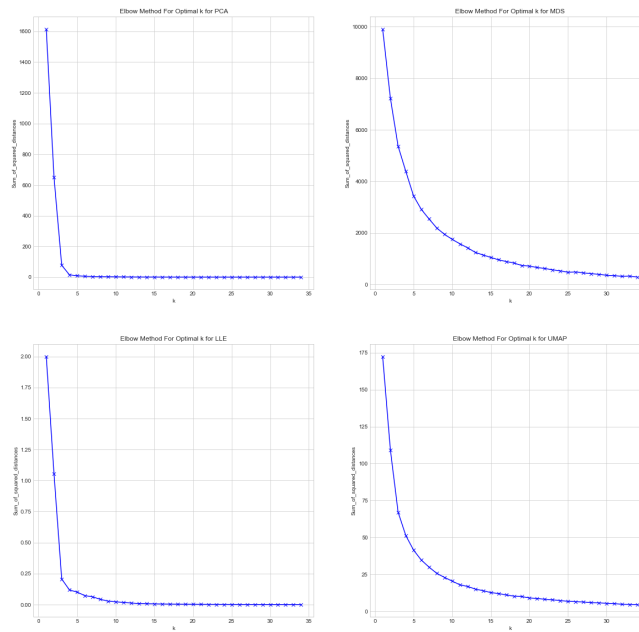 Elbow Method For Optimal k for PCA
Sum_of_squared_distances
1600
1400
1200
1000
800
600
400
200
0
0 5 10 15 20 25 30 35
k
Elbow Method For Optimal k for MDS
Sum_of_squared_distances
10000
8000
6000
4000
2000
0
0 5 10 15 20 25 30
k
Elbow Method For Optimal k for LLE
Sum_of_squared_distances
2.00
1.75
1.50
1.25
1.00
0.75
0.50
0.25
0.00
0 5 10 15 20 25 30 35
k
Elbow Method For Optimal k for UMAP
Sum_of_squared_distances
175
150
125
100
75
50
25
0
0 5 10 15 20 25 30
k